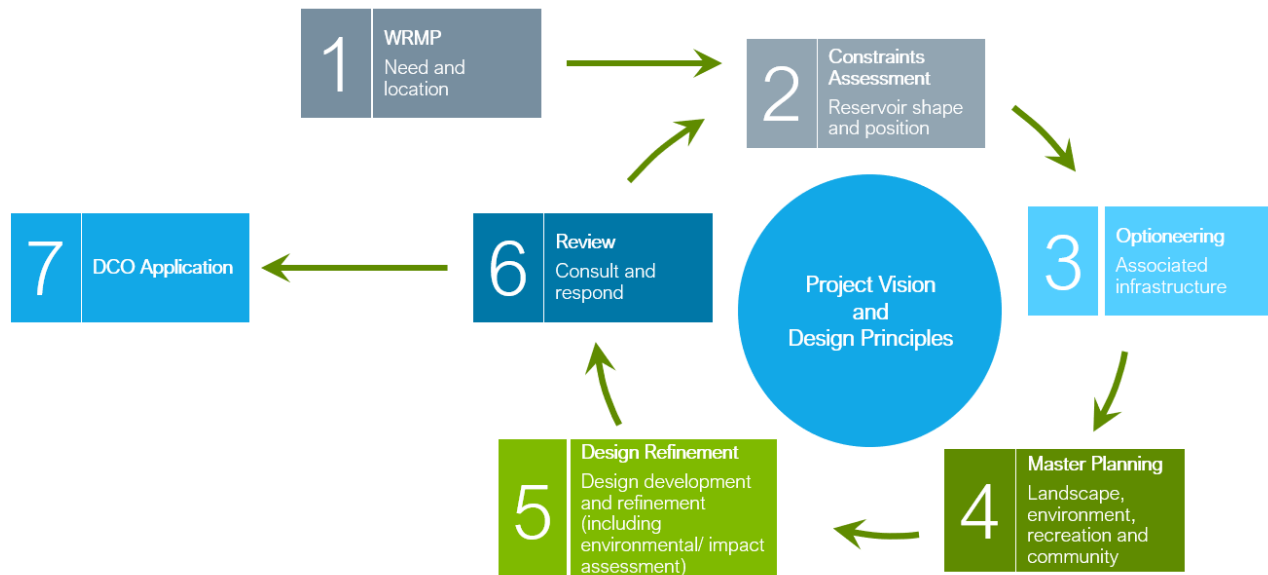 1
WRMP
Need and
location
2
Constraints
Assessment
Reservoir shape
and position
3
Optioneering
Associated
infrastructure
4
Master Planning
Landscape,
environment,
recreation and
community
5
Design Refinement
Design development
and refinement
(including
environmental/ impact
assessment)
6
Review
Consult and
respond
7
DCO Application
Project Vision
and
Design Principles